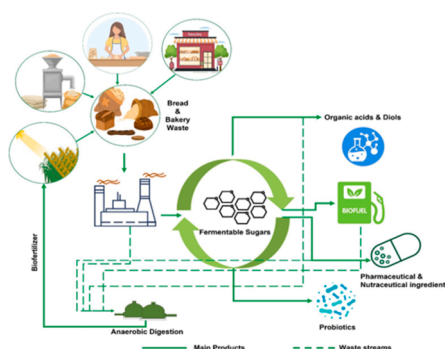 Bread
&
Bakery
Waste
Organic acids & Diols
BIOFUEL
Fermentable Sugars
Biofertilizer
Pharmaceutical &
Nutraceutical ingredient
Probiotics
Anaerobic Digestion
Main Products
Waste streams